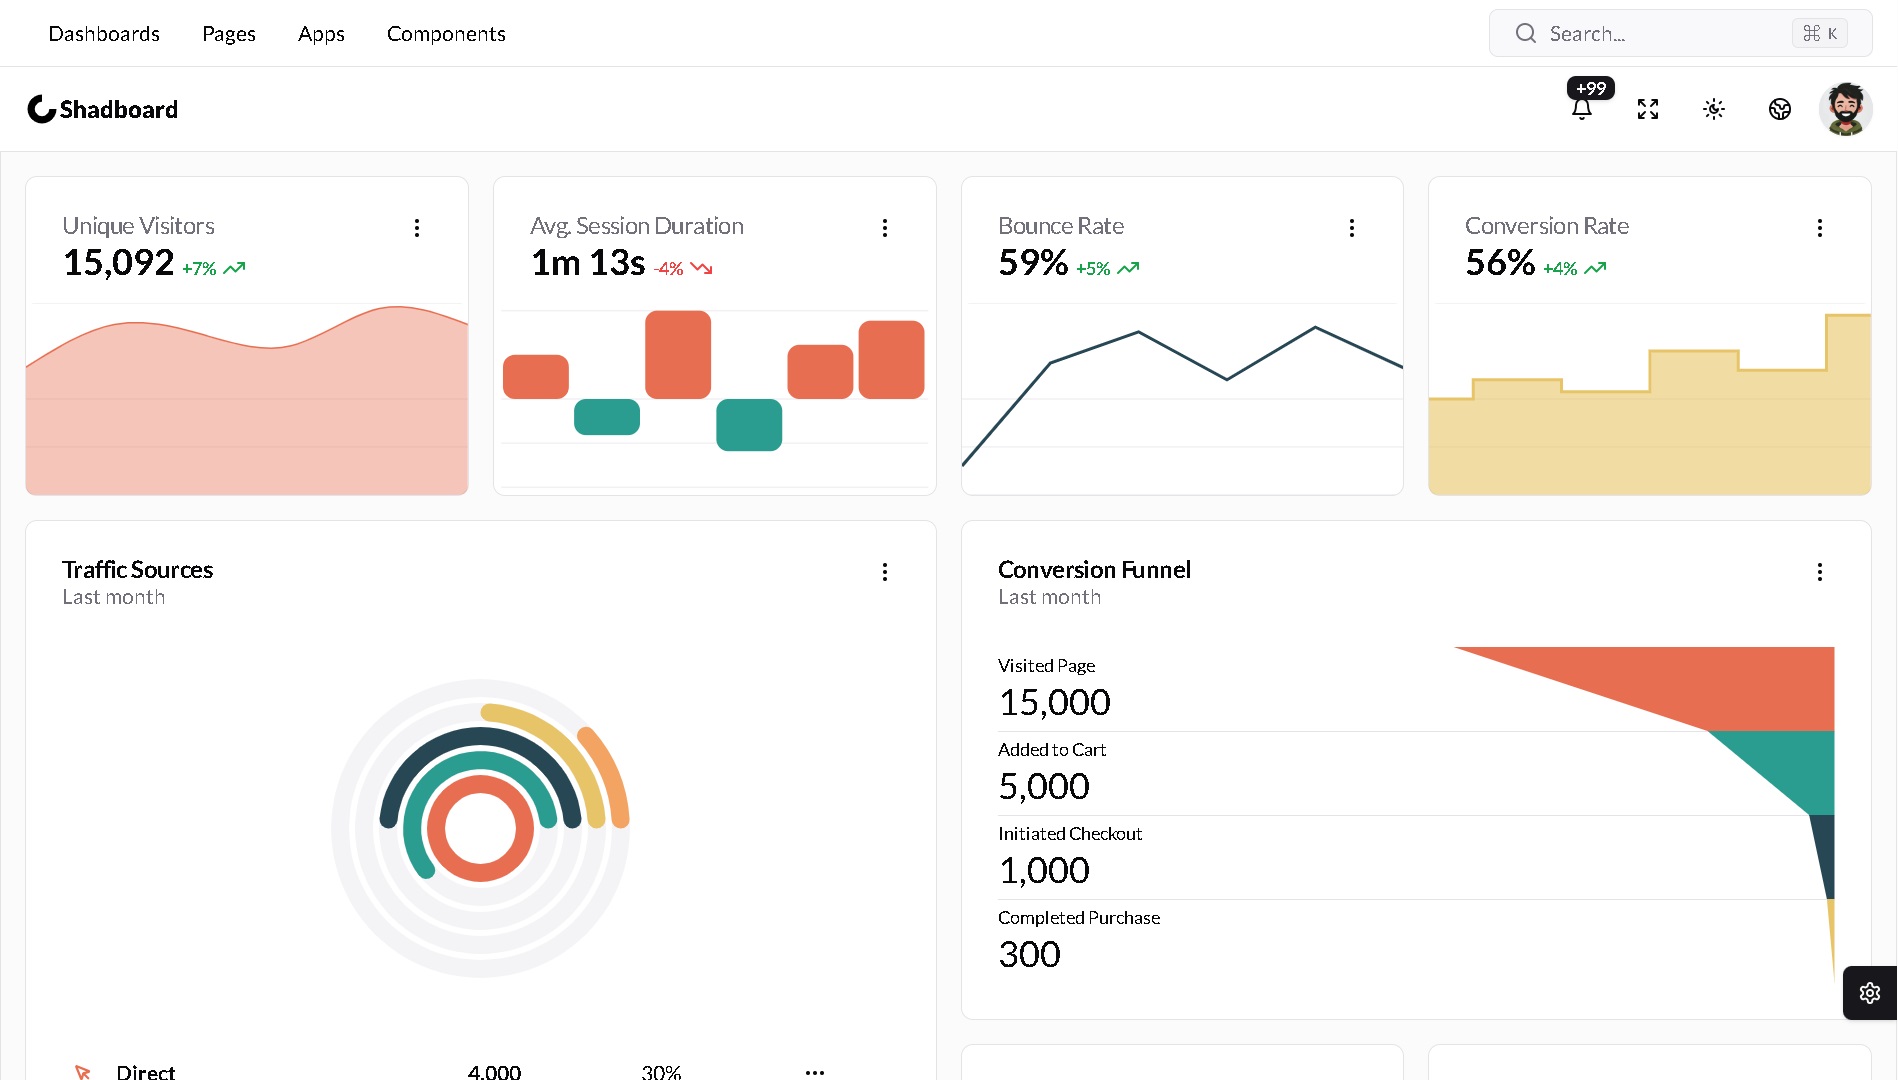 Dashboards
Pages
Apps
Components
Search...
⌘ K
Shadboard
+99
Unique Visitors
15,092 +7%
Avg. Session Duration
1m 13s -4%
Bounce Rate
59% +5%
Conversion Rate
56% +4%
Traffic Sources
Last month
Direct 4,000 30%
Conversion Funnel
Last month
Visited Page
15,000
Added to Cart
5,000
Initiated Checkout
1,000
Completed Purchase
300